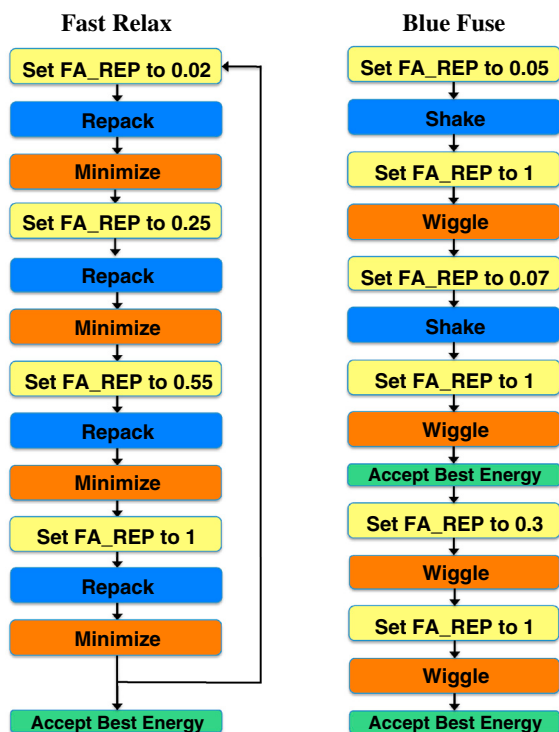 Fast Relax
Set FA_REP to 0.02
Repack
Minimize
Set FA_REP to 0.25
Repack
Minimize
Set FA_REP to 0.55
Repack
Minimize
Set FA_REP to 1
Repack
Minimize
Accept Best Energy
Blue Fuse
Set FA_REP to 0.05
Shake
Set FA_REP to 1
Wiggle
Set FA_REP to 0.07
Shake
Set FA_REP to 1
Wiggle
Accept Best Energy
Set FA_REP to 0.3
Wiggle
Set FA_REP to 1
Wiggle
Accept Best Energy